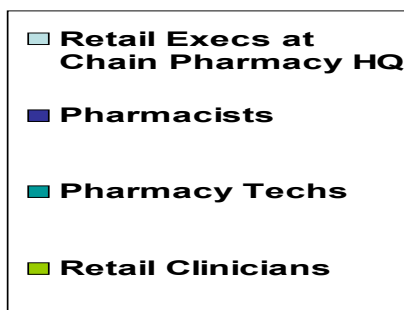 Retail Execs at
Chain Pharmacy HQ
Pharmacists
Pharmacy Techs
Retail Clinicians